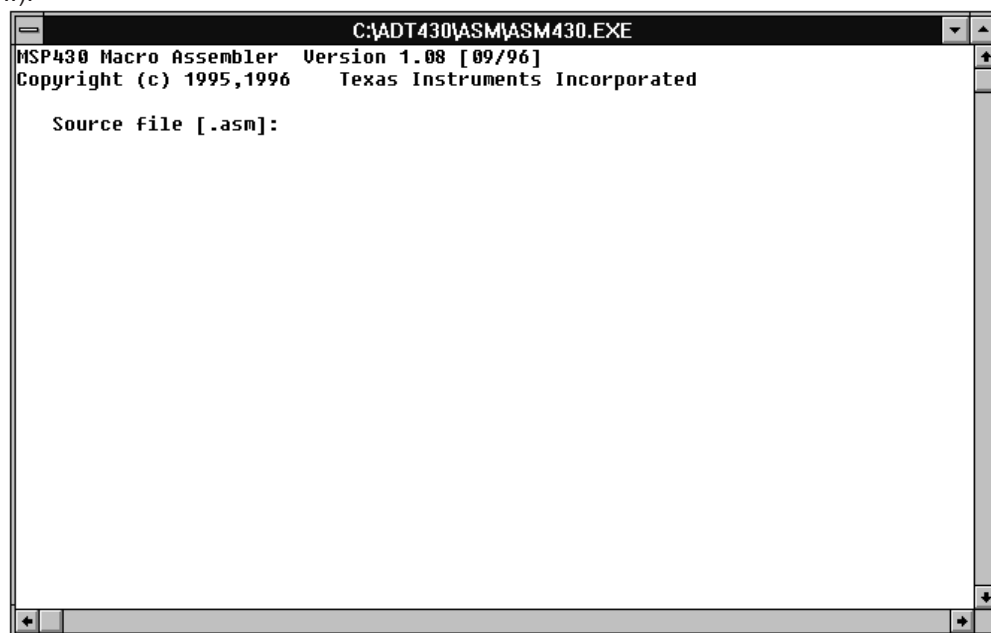 C:\ADT430\ASM\ASM430.EXE
MSP430 Macro Assembler Version 1.08 [09/96]
Copyright (c) 1995,1996 Texas Instruments Incorporated
Source file [.asm]: